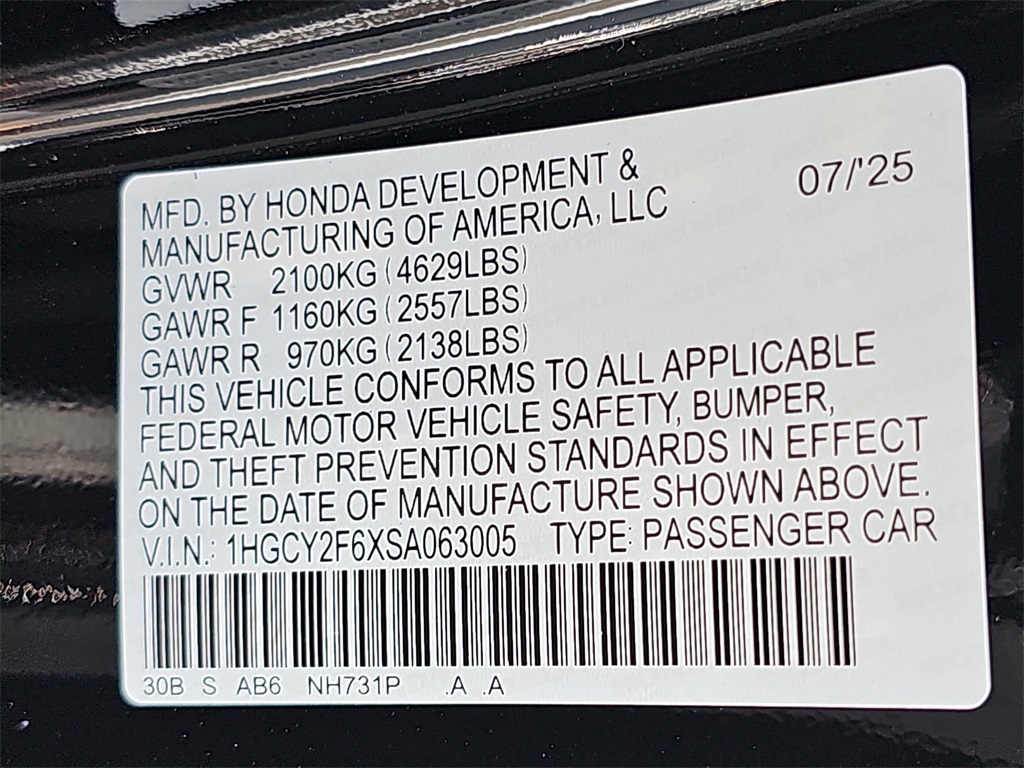 07/'25
MFD. BY HONDA DEVELOPMENT &
MANUFACTURING OF AMERICA, LLC
GVWR 2100KG (4629LBS)
GAWR F 1160KG (2557LBS)
GAWR R 970KG (2138LBS)
THIS VEHICLE CONFORMS TO ALL APPLICABLE
FEDERAL MOTOR VEHICLE SAFETY, BUMPER,
AND THEFT PREVENTION STANDARDS IN EFFECT
ON THE DATE OF MANUFACTURE SHOWN ABOVE.
V.I.N.: 1HGCY2F6XSA063005 TYPE: PASSENGER CAR
30B S AB6 NH731P .A .A